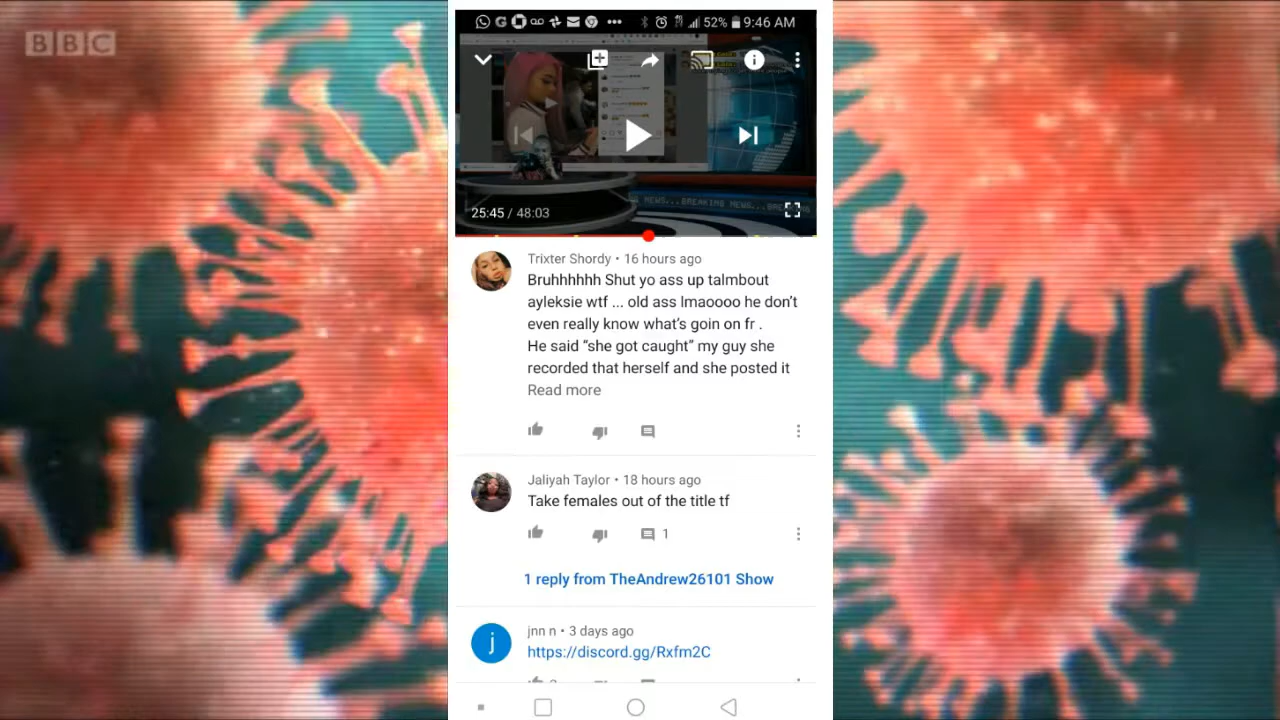 BBC
52% 9:46 AM
25:45 / 48:03
NEWS...BREAKING NEWS...BREAKING
Trixter Shordy • 16 hours ago
Bruhhhhhh Shut yo ass up talmbout
ayleksie wtf ... old ass lmaoooo he don't
even really know what's goin on fr .
He said “she got caught” my guy she
recorded that herself and she posted it
Read more
Jaliyah Taylor • 18 hours ago
Take females out of the title tf
1
1 reply from TheAndrew26101 Show
j
jnn n • 3 days ago
https://discord.gg/Rxfm2C